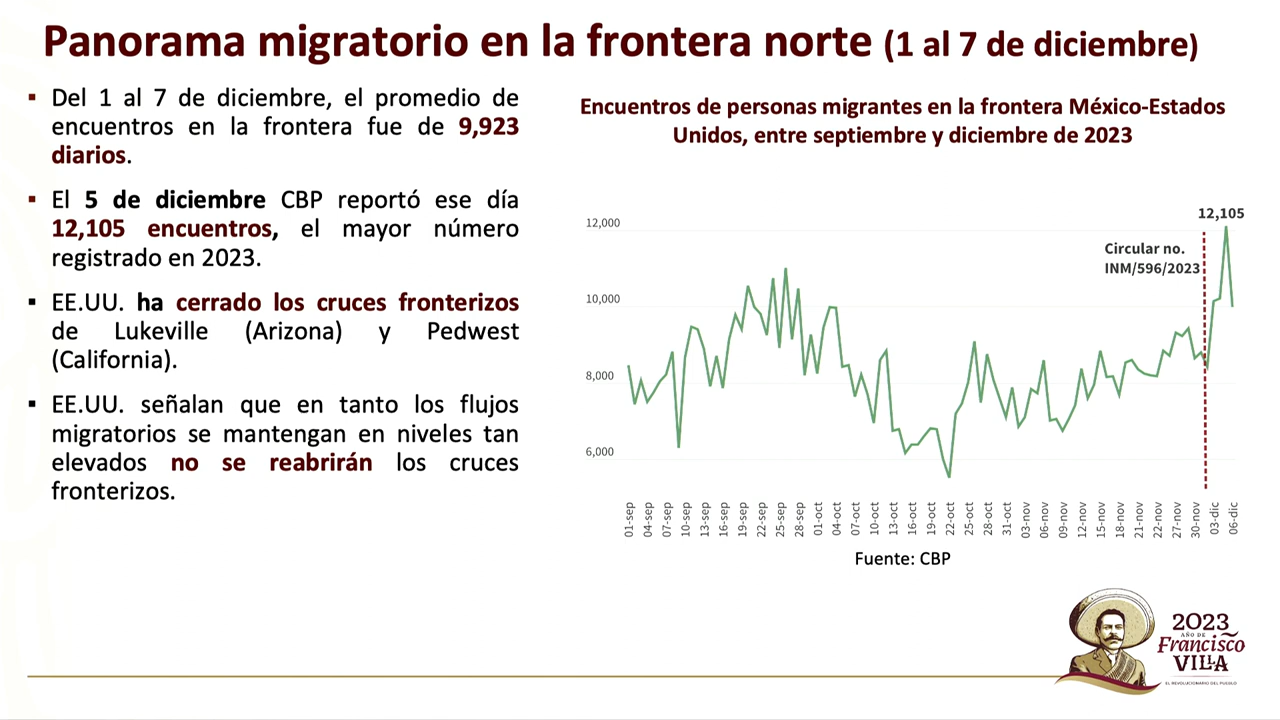 Panorama migratorio en la frontera norte (1 al 7 de diciembre)
▪ Del 1 al 7 de diciembre, el promedio de
encuentros en la frontera fue de 9,923
diarios.
▪ El 5 de diciembre CBP reportó ese día
12,105 encuentros, el mayor número
registrado en 2023.
▪ EE.UU. ha cerrado los cruces fronterizos
de Lukeville (Arizona) y Pedwest
(California).
▪ EE.UU. señalan que en tanto los flujos
migratorios se mantengan en niveles tan
elevados no se reabrirán los cruces
fronterizos.
Encuentros de personas migrantes en la frontera México-Estados
Unidos, entre septiembre y diciembre de 2023
12,105
12,000
Circular no.
INM/596/2023
10,000
8,000
6,000
01-sep
04-sep
07-sep
10-sep
13-sep
16-sep
19-sep
22-sep
25-sep
28-sep
01-oct
04-oct
07-oct
10-oct
13-oct
16-oct
19-oct
22-oct
25-oct
28-oct
31-oct
03-nov
06-nov
09-nov
12-nov
15-nov
18-nov
21-nov
22-nov
27-nov
30-nov
03-dic
06-dic
Fuente: CBP
2023
AÑO DE
Francisco
VILLA
EL REVOLUCIONARIO DEL PUEBLO